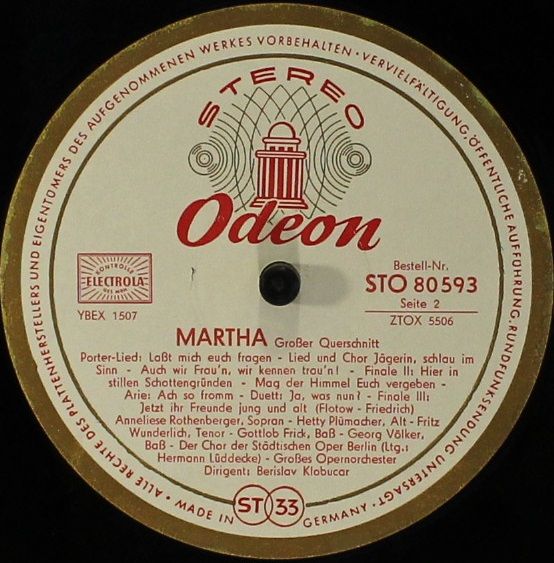 ALLE RECHTE DES PLATTENHERSTELLERS UND EIGENTÜMERS DES AUFGENOMMENEN WERKES VORBEHALTEN · VERVIELFÄLTIGUNG, ÖFFENTLICHE AUFFÜHRUNG, RUNDFUNKSENDUNG UNTERSAGT ·
STEREO
Odeon
KONTROLLE
ELECTROLA
DES MRH
YBEX 1507
Bestell-Nr.
STO 80593
Seite 2
ZTOX 5506
MARTHA Großer Querschnitt
Porter-Lied: Laßt mich euch fragen - Lied und Chor Jägerin, schlau im
Sinn - Auch wir Frau'n, wir kennen trau'n! - Finale II: Hier in
stillen Schottengründen - Mag der Himmel Euch vergeben -
Arie: Ach so fromm - Duett: Ja, was nun? - Finale III:
Jetzt ihr Freunde jung und alt (Flotow - Friedrich)
Anneliese Rothenberger, Sopran - Hetty Plümacher, Alt - Fritz
Wunderlich, Tenor - Gottlob Frick, Baß - Georg Völker,
Baß - Der Chor der Städtischen Oper Berlin (Ltg.:
Hermann Lüddecke) - Großes Opernorchester
Dirigent: Berislav Klobucar
MADE IN GERMANY
ST 33